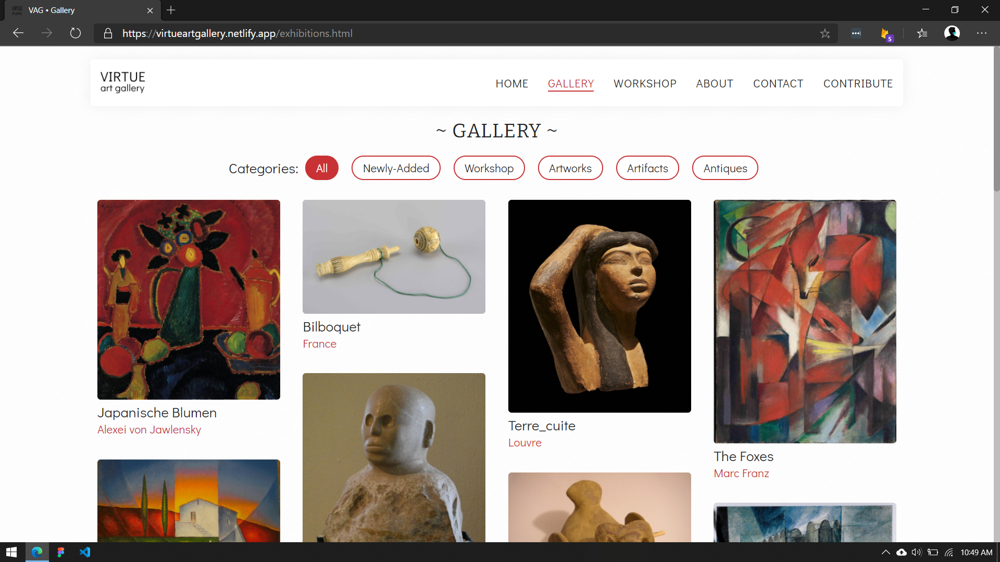 VAG • Gallery
https://virtueartgallery.netlify.app/exhibitions.html
5
VIRTUE
art gallery
HOME GALLERY WORKSHOP ABOUT CONTACT CONTRIBUTE
~ GALLERY ~
Categories: All Newly-Added Workshop Artworks Artifacts Antiques
Japanische Blumen
Alexei von Jawlensky
Bilboquet
France
Terre_cuite
Louvre
The Foxes
Marc Franz
10:49 AM